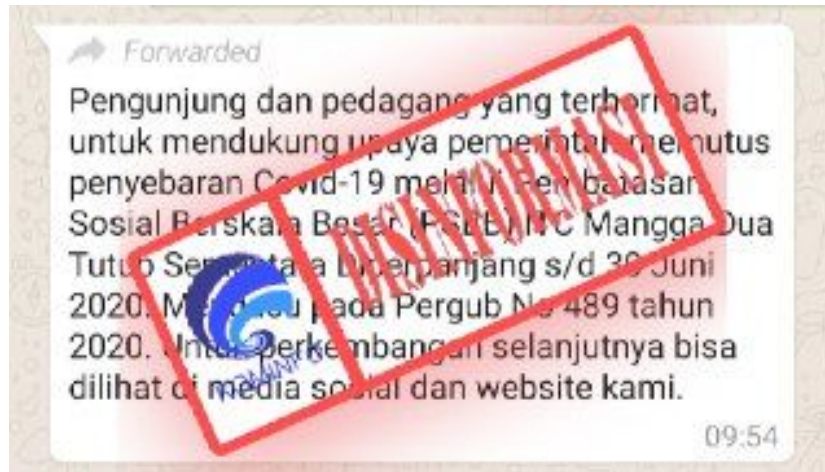 Forwarded
Pengunjung dan pedagang yang terhormat,
untuk mendukung upaya pemerintah memutus
penyebaran Covid-19 melalui Pembatasan
Sosial Berskala Besar (PSBB) ITC Mangga Dua
Tutup Sementara Diperpanjang s/d 30 Juni
2020. Mengacu pada Pergub No 489 tahun
2020. Untuk perkembangan selanjutnya bisa
dilihat di media sosial dan website kami.
09:54
DISINFORMASI
KOMINFO